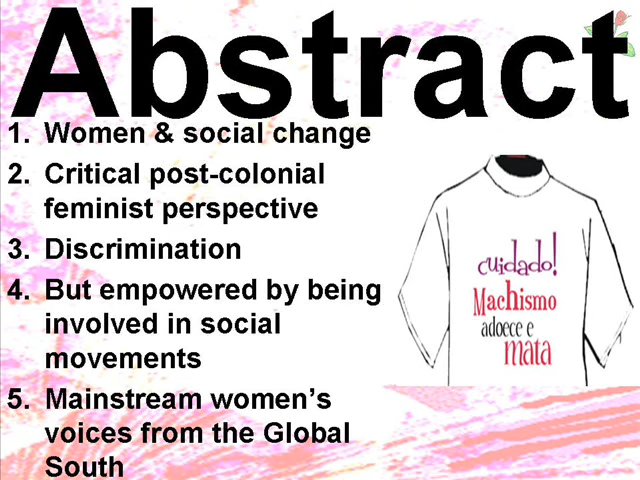 Abstract
1. Women & social change
2. Critical post-colonial
feminist perspective
3. Discrimination
4. But empowered by being
involved in social
movements
5. Mainstream women's
voices from the Global
South
cuidado!
Machismo
adoece e
mata